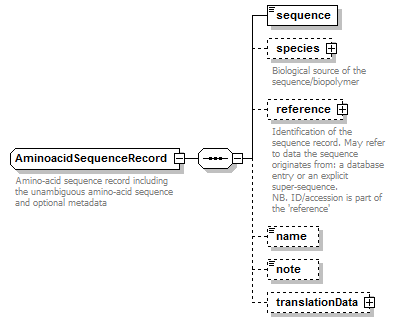 sequence
species
Biological source of the
sequence/biopolymer
reference
Identification of the
sequence record. May refer
to data the sequence
originates from: a database
entry or an explicit
super-sequence.
NB. ID/accession is part of
the 'reference'
AminoacidSequenceRecord
Amino-acid sequence record including
the unambiguous amino-acid sequence
and optional metadata
name
note
translationData